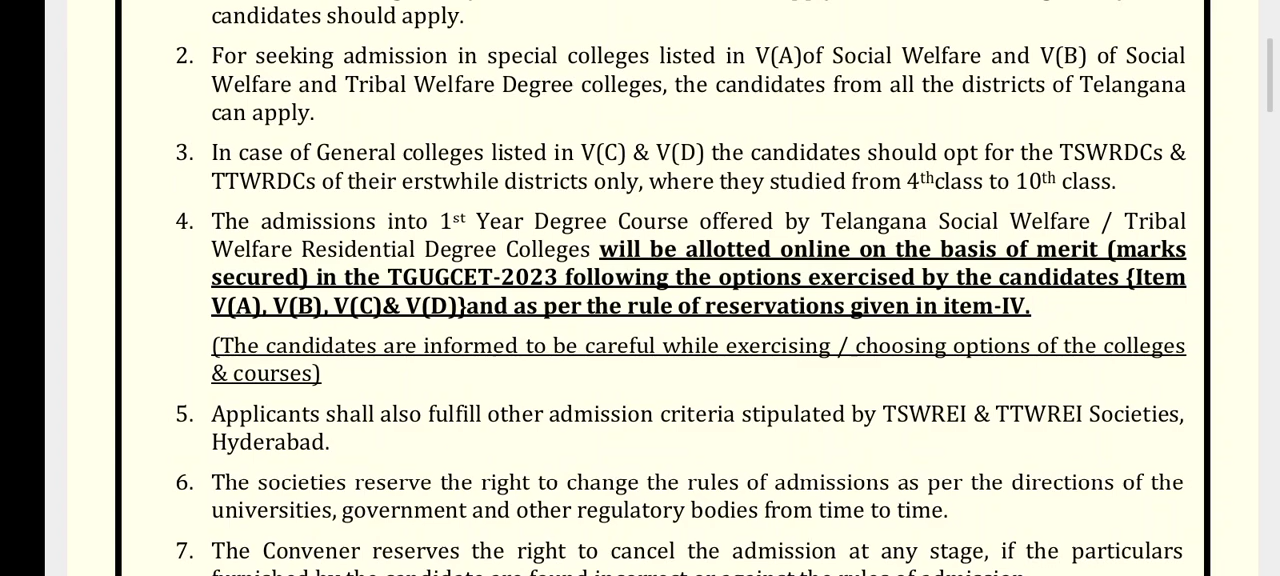 candidates should apply.
2. For seeking admission in special colleges listed in V(A)of Social Welfare and V(B) of Social
Welfare and Tribal Welfare Degree colleges, the candidates from all the districts of Telangana
can apply.
3. In case of General colleges listed in V(C) & V(D) the candidates should opt for the TSWRDCs &
TTWRDCs of their erstwhile districts only, where they studied from 4thclass to 10th class.
4. The admissions into 1st Year Degree Course offered by Telangana Social Welfare / Tribal
Welfare Residential Degree Colleges will be allotted online on the basis of merit (marks
secured) in the TGUGCET-2023 following the options exercised by the candidates {Item
V(A), V(B), V(C)& V(D)}and as per the rule of reservations given in item-IV.
(The candidates are informed to be careful while exercising / choosing options of the colleges
& courses)
5. Applicants shall also fulfill other admission criteria stipulated by TSWREI & TTWREI Societies,
Hyderabad.
6. The societies reserve the right to change the rules of admissions as per the directions of the
universities, government and other regulatory bodies from time to time.
7. The Convener reserves the right to cancel the admission at any stage, if the particulars